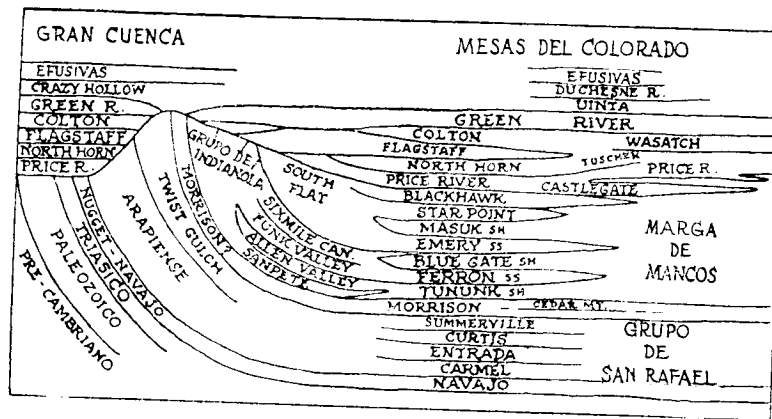 GRAN CUENCA
MESAS DEL COLORADO
EFUSIVAS
CRAZY HOLLOW
GREEN R.
COLTON
FLAGSTAFF
NORTH HORN
PRICE R.
EFUSIVAS
DUCHESNE R.
UINTA
GREEN RIVER
COLTON
WASATCH
FLAGSTAFF
NORTH HORN
TUSCHER
PRICE R.
PRICE RIVER
CASTLEGATE
BLACKHAWK
STAR POINT
MASUK SH
EMERY SS
BLUE GATE SH
FERRON SS
TUNUNK SH
MARGA
DE
MANCOS
MORRISON
CEDAR MT.
SUMMERVILLE
CURTIS
ENTRADA
CARMEL
NAVAJO
GRUPO
DE
SAN RAFAEL
PRE-CAMBRIANO
PALEOZOICO
TRIASICO
NUGGET-NAVAJO
ARAPIENSE
TWIST GULCH
MORRISON?
GRUPO DE
INDIANOLA
SOUTH
FLAT
SIXMILE CAN.
FUNK VALLEY
ALLEN VALLEY
SANPETE